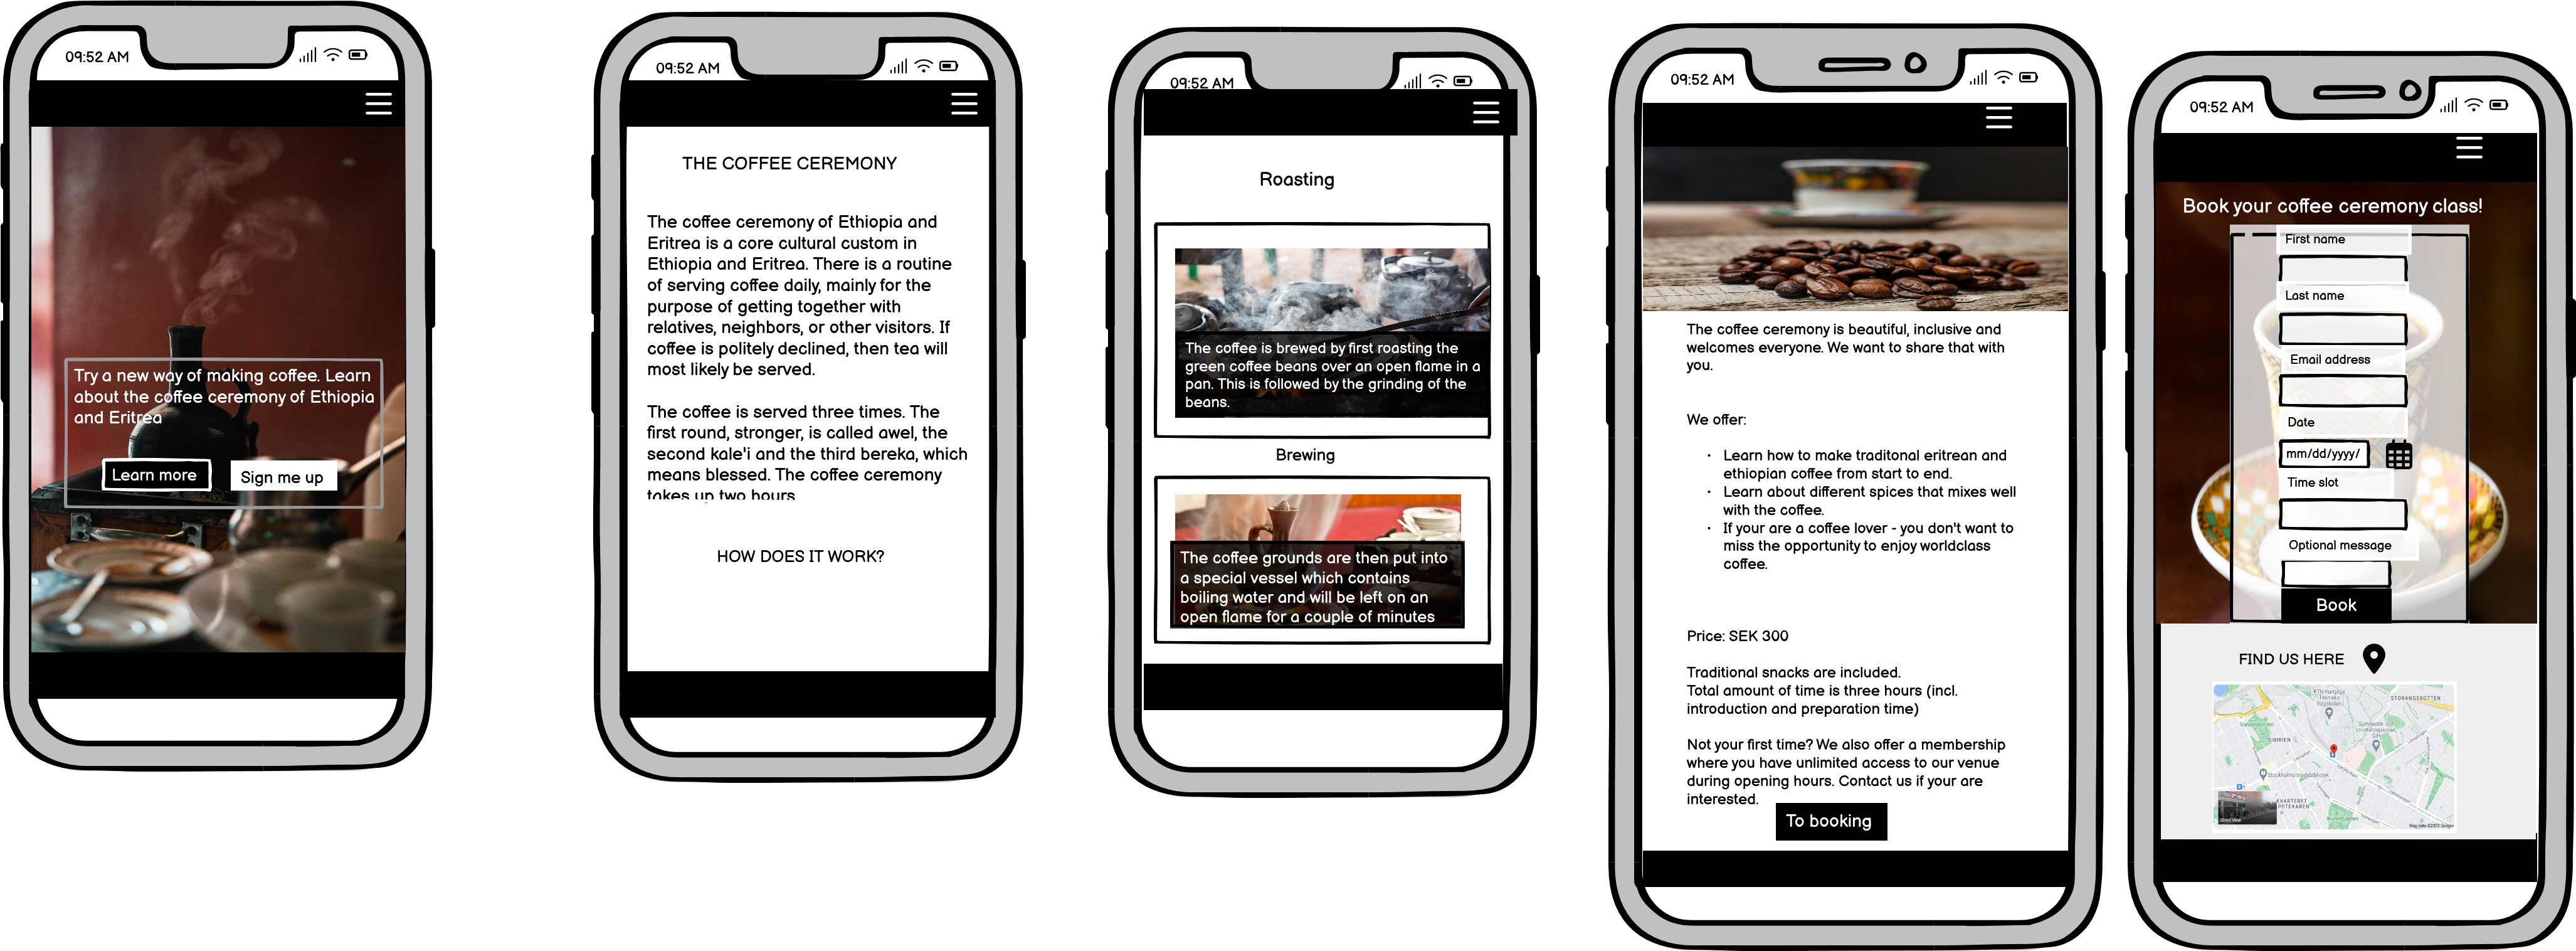 09:52 AM
Try a new way of making coffee. Learn
about the coffee ceremony of Ethiopia
and Eritrea
Learn more
Sign me up
09:52 AM
THE COFFEE CEREMONY
The coffee ceremony of Ethiopia and
Eritrea is a core cultural custom in
Ethiopia and Eritrea. There is a routine
of serving coffee daily, mainly for the
purpose of getting together with
relatives, neighbors, or other visitors. If
coffee is politely declined, then tea will
most likely be served.
The coffee is served three times. The
first round, stronger, is called awel, the
second kale'i and the third bereka, which
means blessed. The coffee ceremony
takes up two hours
HOW DOES IT WORK?
09:52 AM
Roasting
The coffee is brewed by first roasting the
green coffee beans over an open flame in a
pan. This is followed by the grinding of the
beans.
Brewing
The coffee grounds are then put into
a special vessel which contains
boiling water and will be left on an
open flame for a couple of minutes
09:52 AM
The coffee ceremony is beautiful, inclusive and
welcomes everyone. We want to share that with
you.
We offer:
• Learn how to make traditonal eritrean and
ethiopian coffee from start to end.
• Learn about different spices that mixes well
with the coffee.
• If your are a coffee lover - you don't want to
miss the opportunity to enjoy worldclass
coffee.
Price: SEK 300
Traditional snacks are included.
Total amount of time is three hours (incl.
introduction and preparation time)
Not your first time? We also offer a membership
where you have unlimited access to our venue
during opening hours. Contact us if your are
interested.
To booking
09:52 AM
Book your coffee ceremony class!
First name
Last name
Email address
Date
mm/dd/yyyy/
Time slot
Optional message
Book
FIND US HERE
KTH Kungliga
Tekniska
högskolan
STORÄNGSBOTTEN
SIBIRIEN
Stockholms stadsbibliotek
KVARTERET
Street View